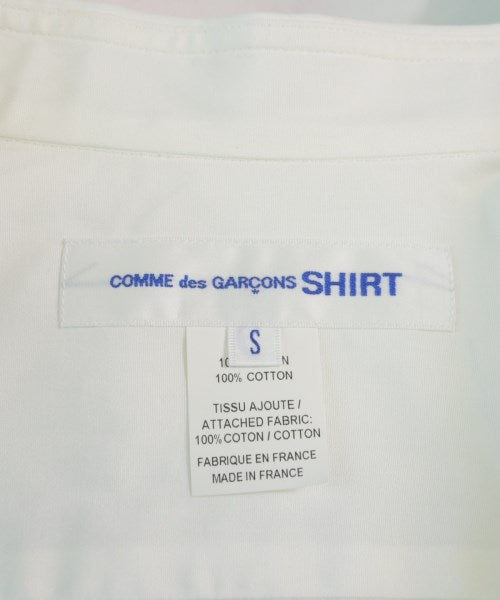 COMME des GARÇONS SHIRT
S
100% COTTON
TISSU AJOUTE /
ATTACHED FABRIC:
100% COTON / COTTON
FABRIQUE EN FRANCE
MADE IN FRANCE